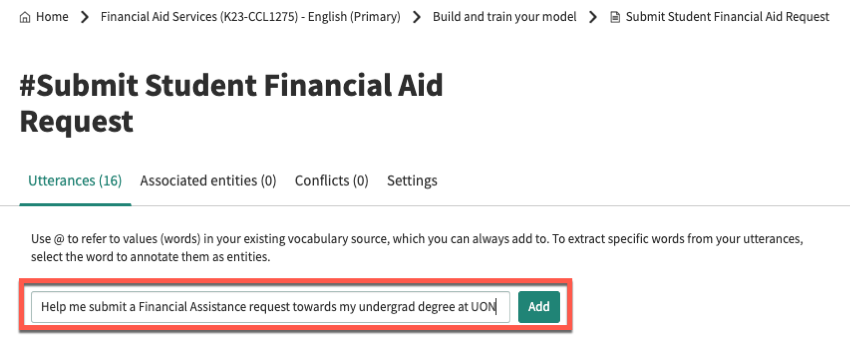 Home > Financial Aid Services (K23-CCL1275) - English (Primary) > Build and train your model > Submit Student Financial Aid Request
#Submit Student Financial Aid
Request
Utterances (16) Associated entities (0) Conflicts (0) Settings
Use @ to refer to values (words) in your existing vocabulary source, which you can always add to. To extract specific words from your utterances,
select the word to annotate them as entities.
Help me submit a Financial Assistance request towards my undergrad degree at UON Add